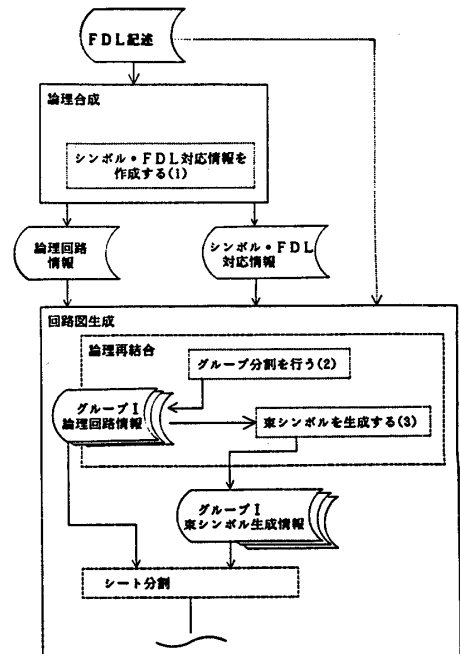 FDL記述
論理合成
シンボル・FDL対応情報を
作成する(1)
論理回路
情報
シンボル・FDL
対応情報
回路図生成
論理再結合
グループ分割を行う(2)
グループI
論理回路情報
束シンボルを生成する(3)
グループI
束シンボル生成情報
シート分割